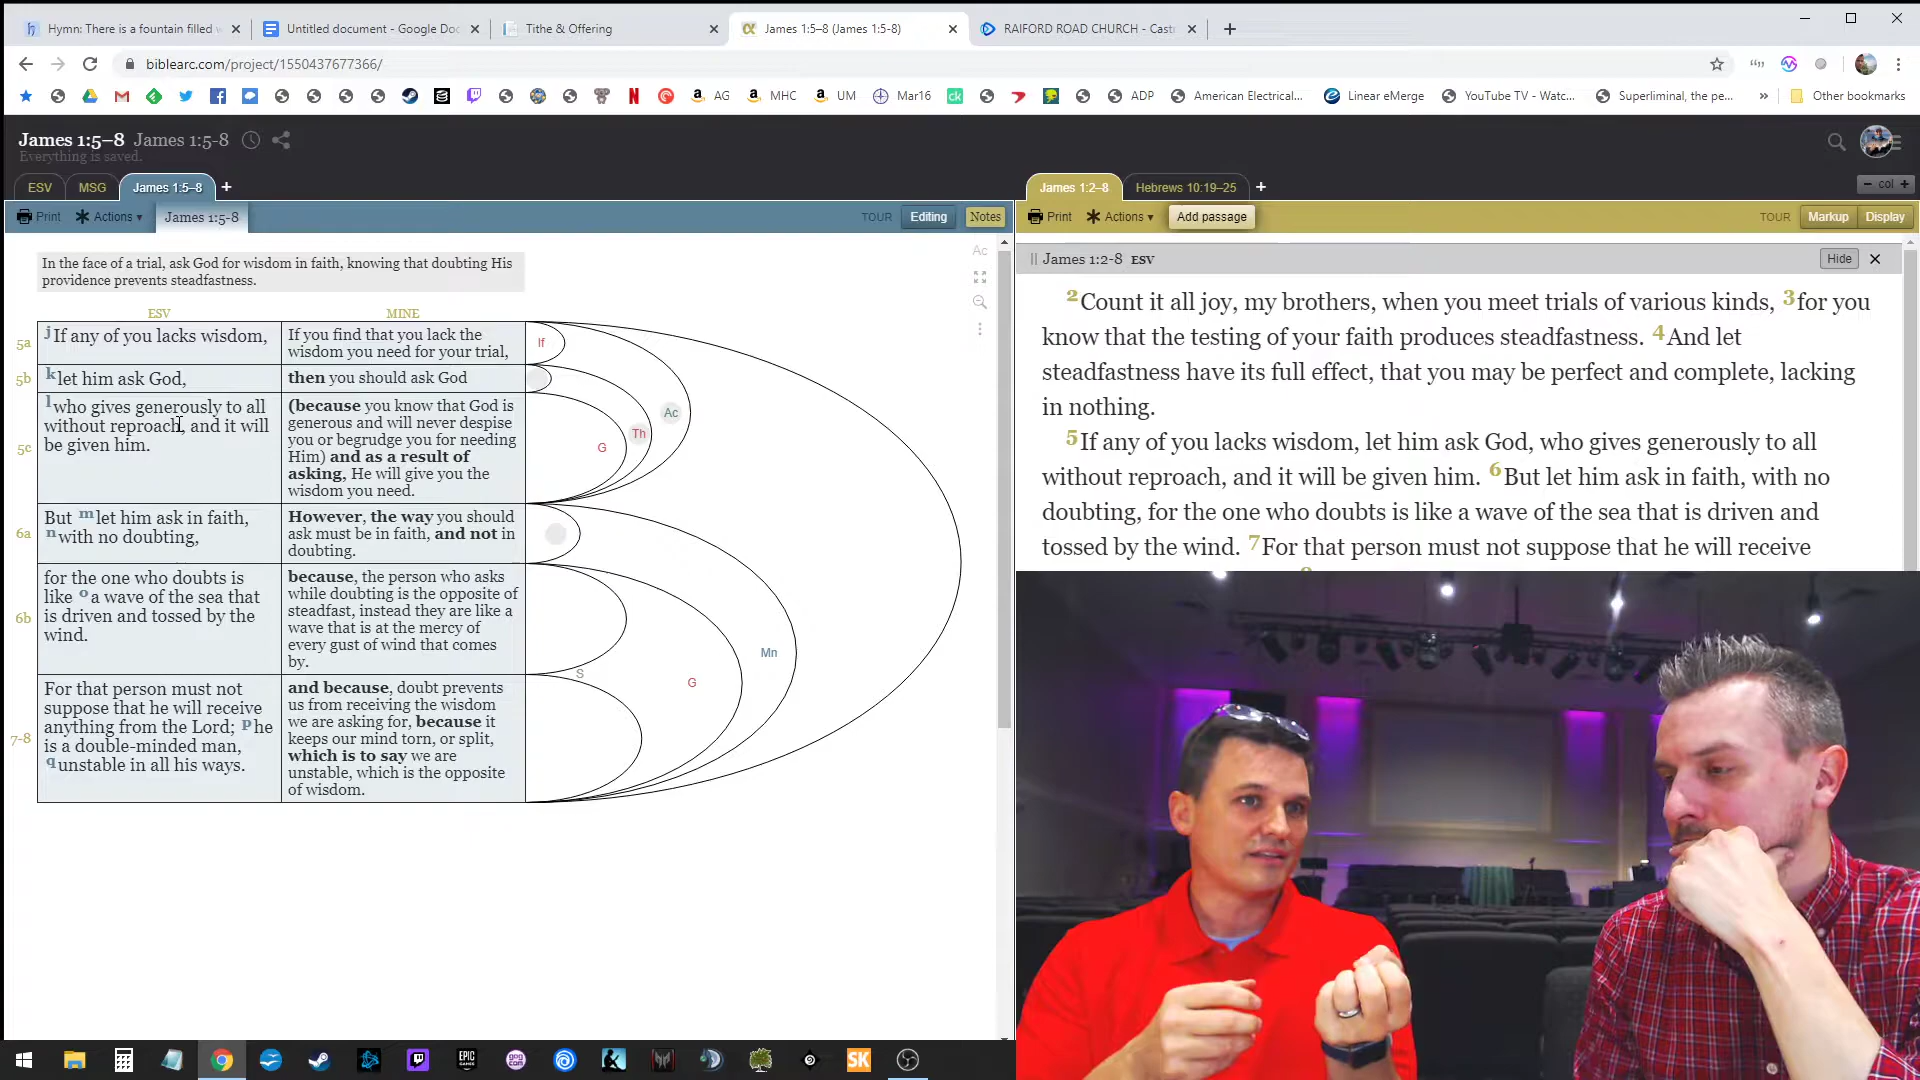 Hymn: There is a fountain filled
Untitled document - Google Doc
Tithe & Offering
James 1:5–8 (James 1:5-8)
RAIFORD ROAD CHURCH - Cast
biblearc.com/project/1550437677366/
AG
MHC
UM
Mar16
ADP
American Electrical...
Linear eMerge
YouTube TV - Watc...
Superliminal, the pe...
Other bookmarks
James 1:5–8 James 1:5-8
Everything is saved.
ESV
MSG
James 1:5–8
+
James 1:2–8
Hebrews 10:19–25
+
− col +
Print
Actions
James 1:5-8
TOUR
Editing
Notes
Print
Actions
Add passage
TOUR
Markup
Display
In the face of a trial, ask God for wisdom in faith, knowing that doubting His
providence prevents steadfastness.
ESV
MINE
5a
j If any of you lacks wisdom,
If you find that you lack the
wisdom you need for your trial,
If
5b
k let him ask God,
then you should ask God
5c
l who gives generously to all
without reproach, and it will
be given him.
(because you know that God is
generous and will never despise
you or begrudge you for needing
Him) and as a result of
asking, He will give you the
wisdom you need.
G
Th
Ac
6a
But m let him ask in faith,
n with no doubting,
However, the way you should
ask must be in faith, and not in
doubting.
6b
for the one who doubts is
like o a wave of the sea that
is driven and tossed by the
wind.
because, the person who asks
while doubting is the opposite of
steadfast, instead they are like a
wave that is at the mercy of
every gust of wind that comes
by.
S
G
Mn
7-8
For that person must not
suppose that he will receive
anything from the Lord; p he
is a double-minded man,
q unstable in all his ways.
and because, doubt prevents
us from receiving the wisdom
we are asking for, because it
keeps our mind torn, or split,
which is to say we are
unstable, which is the opposite
of wisdom.
Ac
James 1:2-8 ESV
Hide
2 Count it all joy, my brothers, when you meet trials of various kinds, 3 for you
know that the testing of your faith produces steadfastness. 4 And let
steadfastness have its full effect, that you may be perfect and complete, lacking
in nothing.
5 If any of you lacks wisdom, let him ask God, who gives generously to all
without reproach, and it will be given him. 6 But let him ask in faith, with no
doubting, for the one who doubts is like a wave of the sea that is driven and
tossed by the wind. 7 For that person must not suppose that he will receive
EPIC
GAMES
gog
com
SK